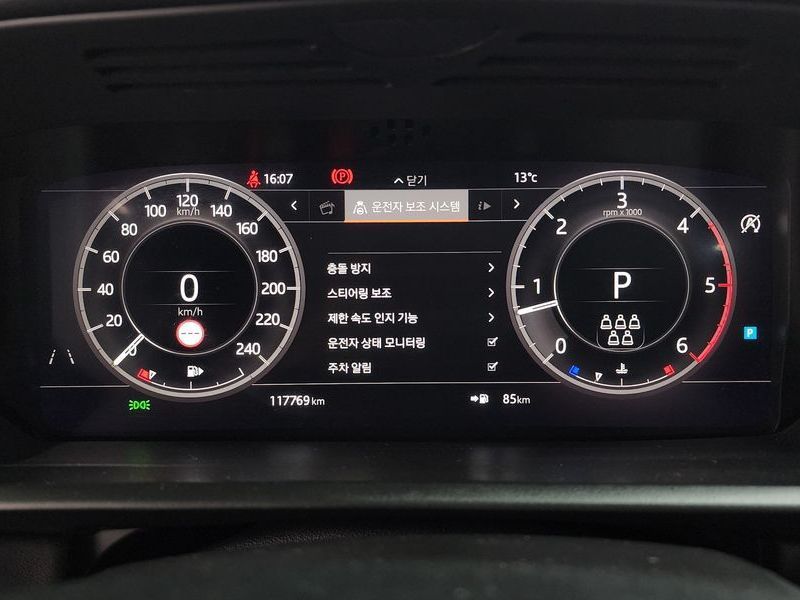 16:07
닫기
13°c
운전자 보조 시스템
충돌 방지
스티어링 보조
제한 속도 인지 기능
운전자 상태 모니터링
주차 알림
0 20 40 60 80 100 120 140 160 180 200 220 240
km/h
0
km/h
---
0 1 2 3 4 5 6
rpm x 1000
P
P
P
117769 km
85km